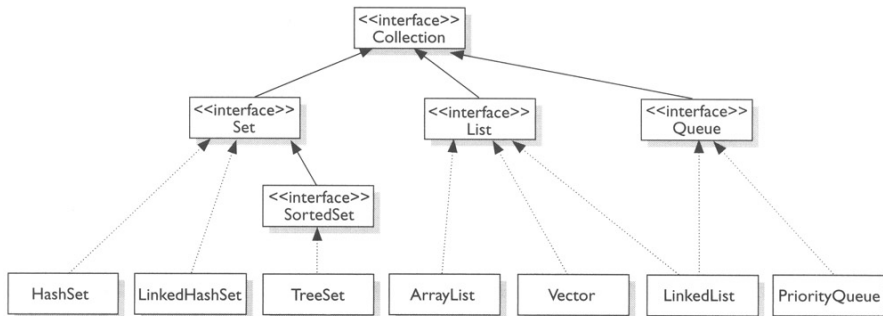 <<interface>>
Collection
<<interface>>
Set
<<interface>>
List
<<interface>>
Queue
<<interface>>
SortedSet
HashSet
LinkedHashSet
TreeSet
ArrayList
Vector
LinkedList
PriorityQueue